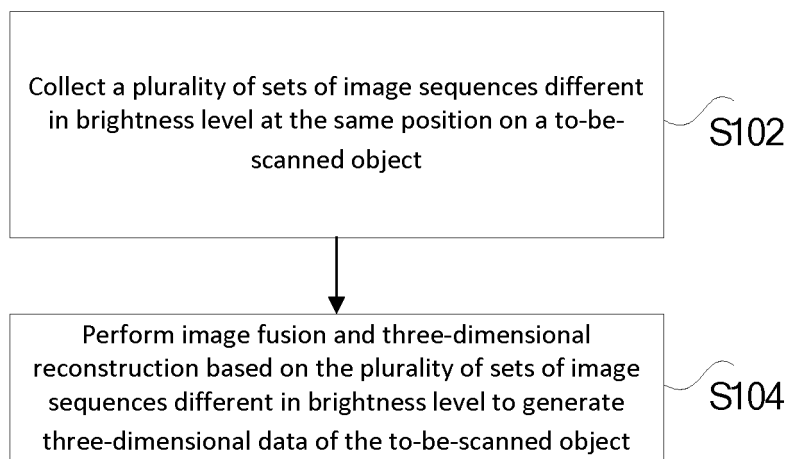 Collect a plurality of sets of image sequences different
in brightness level at the same position on a to-be-
scanned object
S102
Perform image fusion and three-dimensional
reconstruction based on the plurality of sets of image
sequences different in brightness level to generate
three-dimensional data of the to-be-scanned object
S104